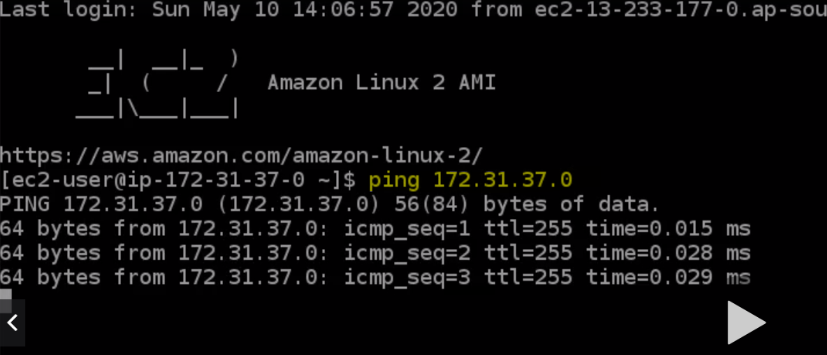 Last login: Sun May 10 14:06:57 2020 from ec2-13-233-177-0.ap-sou
       __|  __|_  )
       _|  (     /   Amazon Linux 2 AMI
      ___|\___|___|
https://aws.amazon.com/amazon-linux-2/
[ec2-user@ip-172-31-37-0 ~]$ ping 172.31.37.0
PING 172.31.37.0 (172.31.37.0) 56(84) bytes of data.
64 bytes from 172.31.37.0: icmp_seq=1 ttl=255 time=0.015 ms
64 bytes from 172.31.37.0: icmp_seq=2 ttl=255 time=0.028 ms
64 bytes from 172.31.37.0: icmp_seq=3 ttl=255 time=0.029 ms